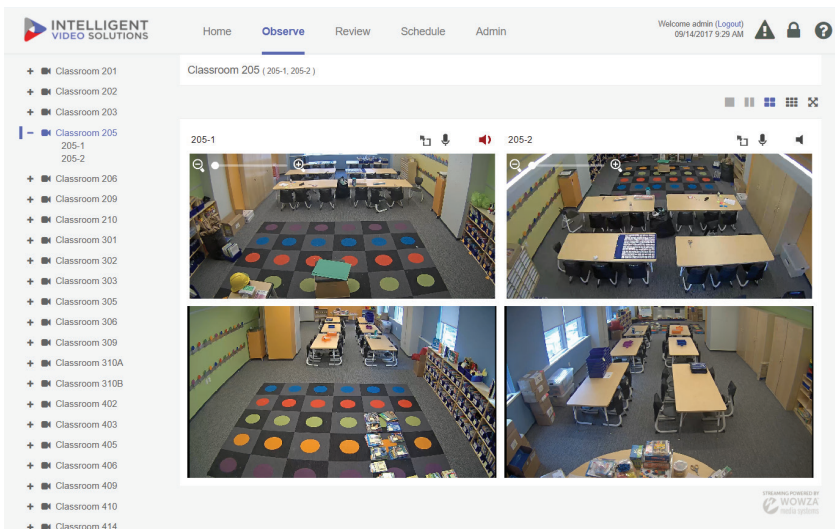 INTELLIGENT
VIDEO SOLUTIONS
Home Observe Review Schedule Admin
Welcome admin (Logout)
09/14/2017 9:29 AM
Classroom 201
Classroom 202
Classroom 203
Classroom 205
205-1
205-2
Classroom 206
Classroom 209
Classroom 210
Classroom 301
Classroom 302
Classroom 303
Classroom 305
Classroom 306
Classroom 309
Classroom 310A
Classroom 310B
Classroom 402
Classroom 403
Classroom 405
Classroom 406
Classroom 409
Classroom 410
Classroom 414
Classroom 205 ( 205-1, 205-2 )
205-1
205-2
STREAMING POWERED BY
WOWZA
media systems